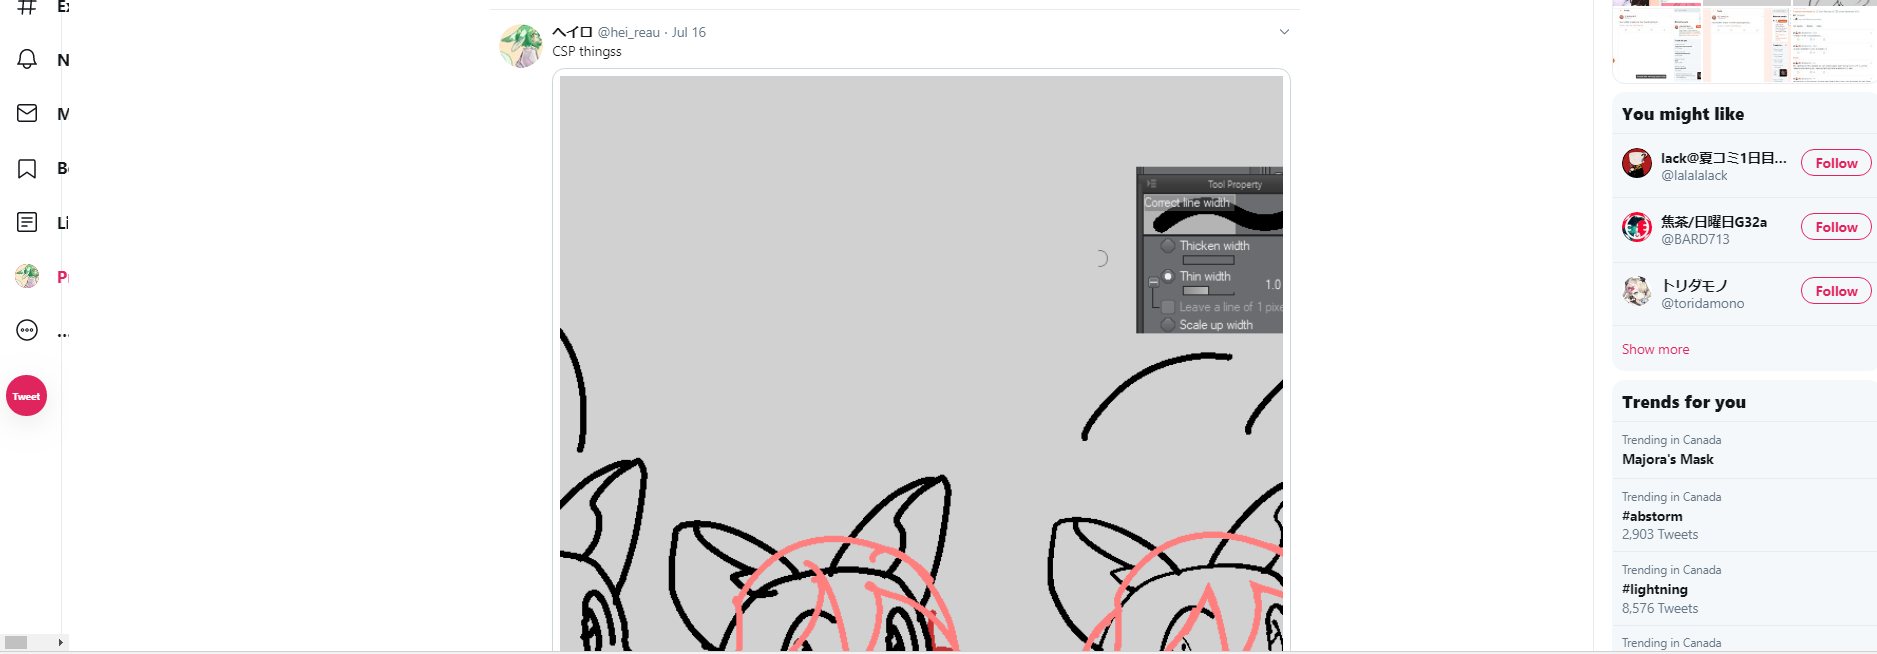 Ex
N
M
B
Li
P
...
Tweet
ヘイロ @hei_reau · Jul 16
CSP thingss
Tool Property
Correct line width
Thicken width
Thin width
1.0
Leave a line of 1 pixe
Scale up width
You might like
lack@夏コミ1日目...
@lalalalack
Follow
焦茶/日曜日G32a
@BARD713
Follow
トリダモノ
@toridamono
Follow
Show more
Trends for you
Trending in Canada
Majora's Mask
Trending in Canada
#abstorm
2,903 Tweets
Trending in Canada
#lightning
8,576 Tweets
Trending in Canada